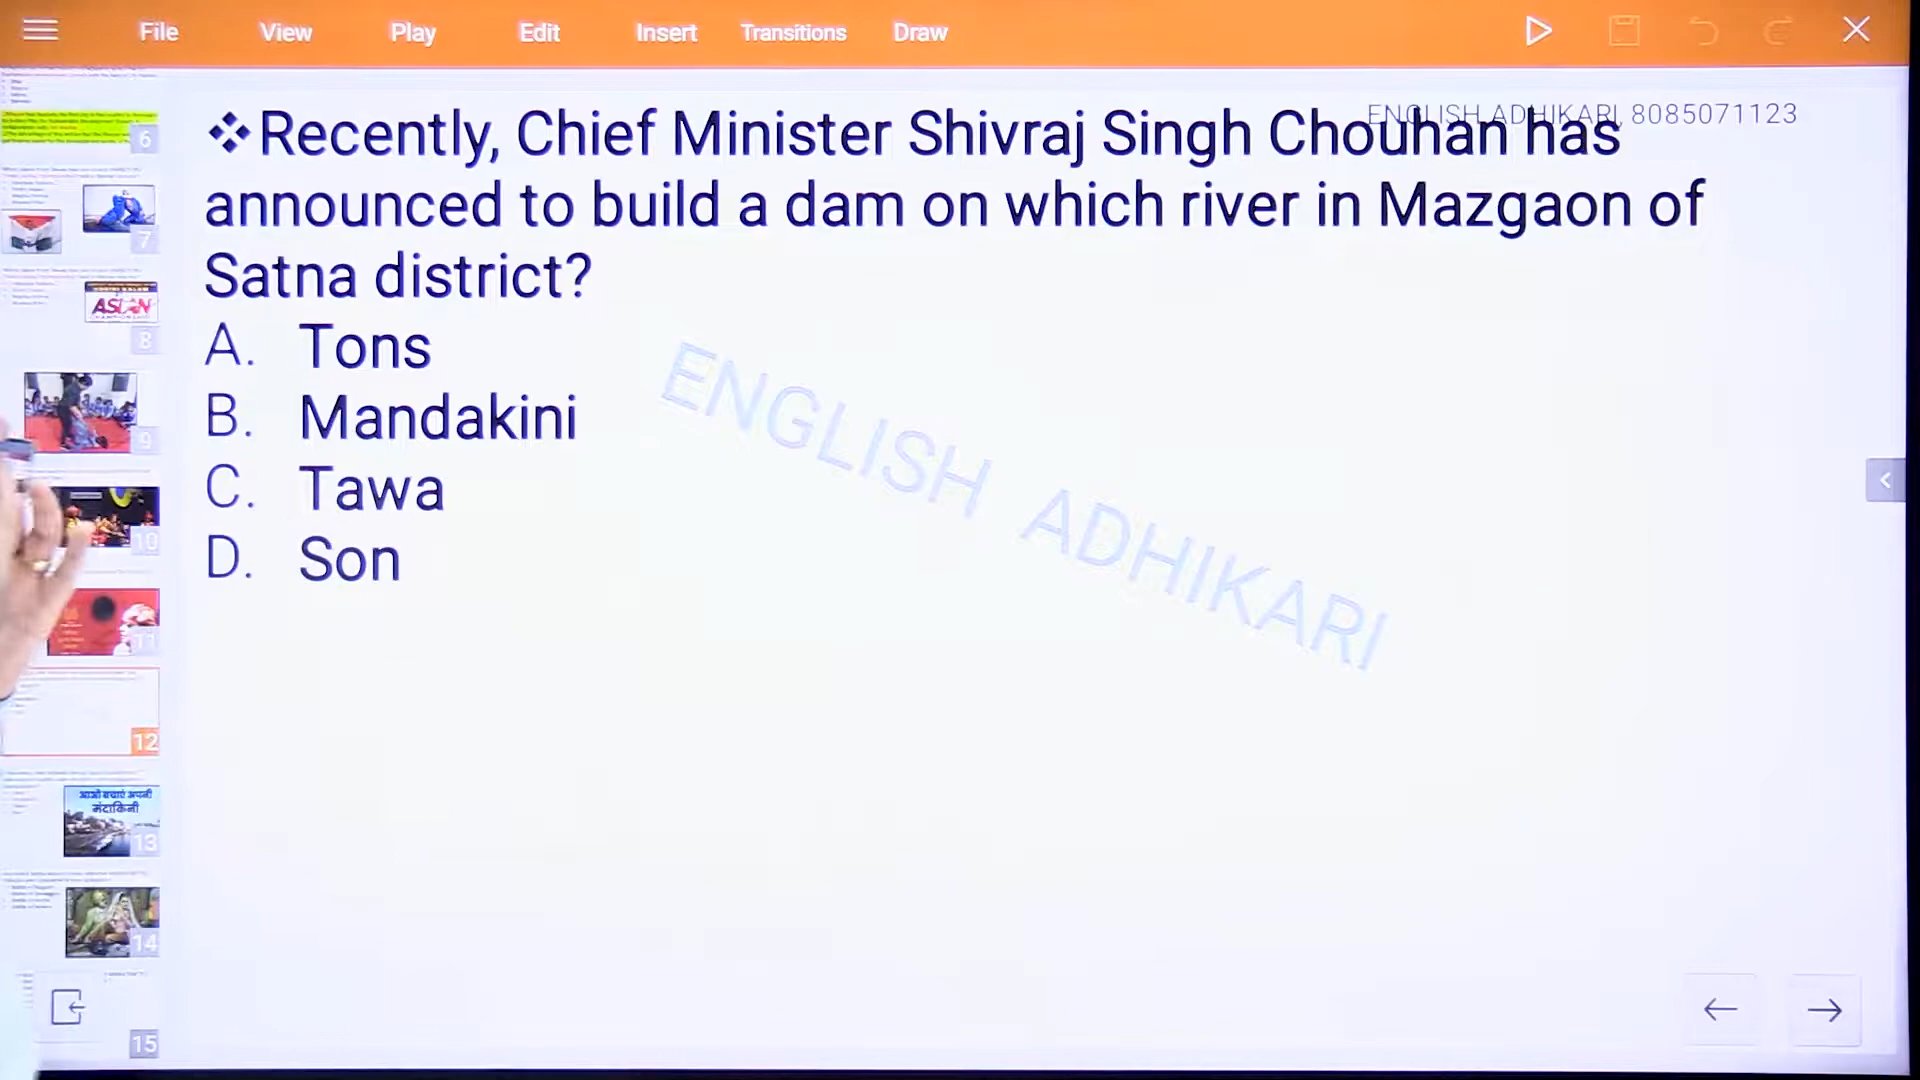 File View Play Edit Insert Transitions Draw
ENGLISH ADHIKARI, 8085071123
❖Recently, Chief Minister Shivraj Singh Chouhan has
announced to build a dam on which river in Mazgaon of
Satna district?
A. Tons
B. Mandakini
C. Tawa
D. Son
ENGLISH ADHIKARI
6
7
ASIAN
8
9
10
11
12
आओ बचाएं अपनी
मंदाकिनी
13
14
15